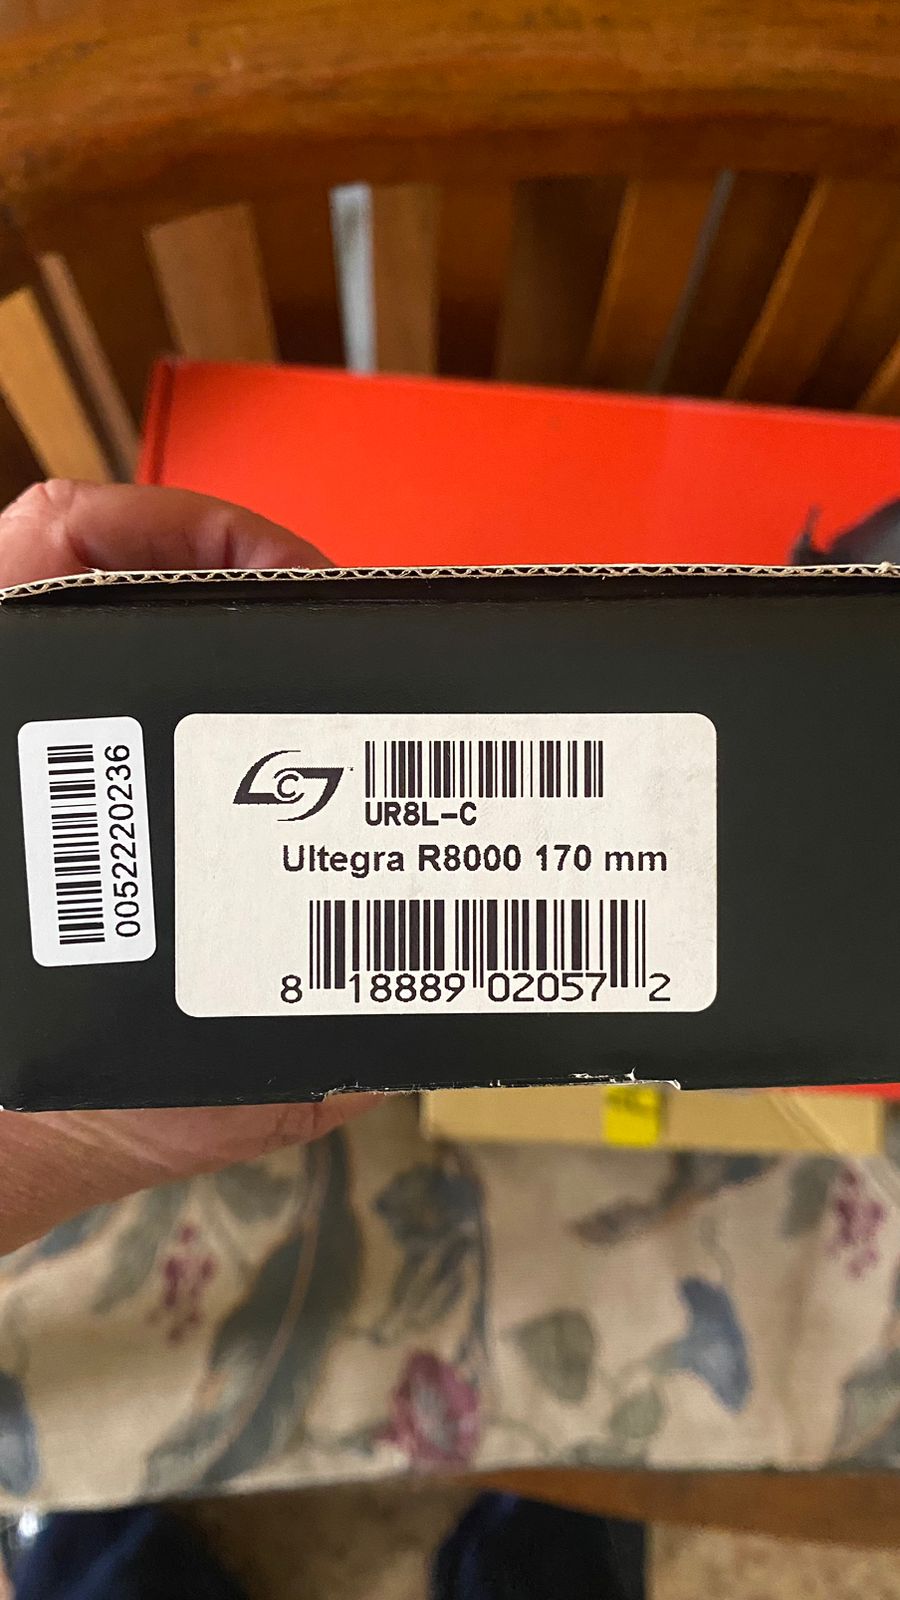 0052220236
C
UR8L-C
Ultegra R8000 170 mm
8 18889 02057 2